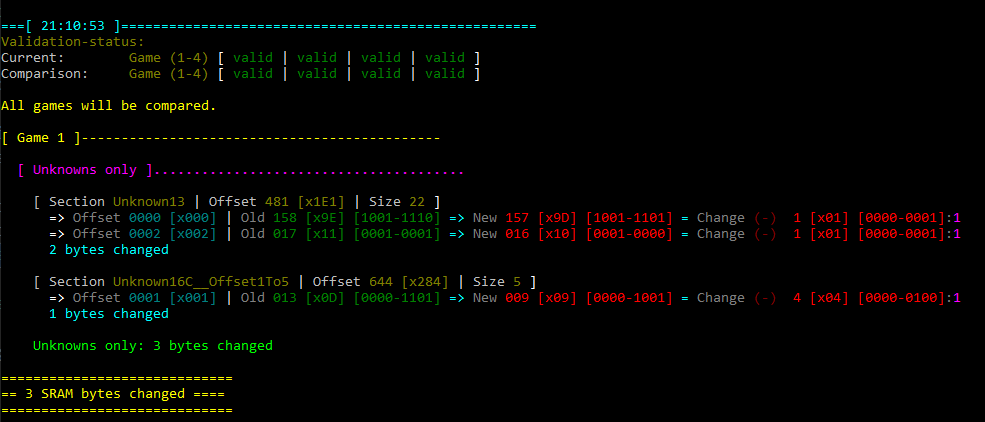 ===[ 21:10:53 ]====================================================
Validation-status:
Current:        Game (1-4) [ valid | valid | valid | valid ]
Comparison:     Game (1-4) [ valid | valid | valid | valid ]
All games will be compared.
[ Game 1 ]---------------------------------------------
[ Unknowns only ].......................................
[ Section Unknown13 | Offset 481 [x1E1] | Size 22 ]
=> Offset 0000 [x000] | Old 158 [x9E] [1001-1110] => New 157 [x9D] [1001-1101] = Change (-)  1 [x01] [0000-0001]:1
=> Offset 0002 [x002] | Old 017 [x11] [0001-0001] => New 016 [x10] [0001-0000] = Change (-)  1 [x01] [0000-0001]:1
2 bytes changed
[ Section Unknown16C__Offset1To5 | Offset 644 [x284] | Size 5 ]
=> Offset 0001 [x001] | Old 013 [x0D] [0000-1101] => New 009 [x09] [0000-1001] = Change (-)  4 [x04] [0000-0100]:1
1 bytes changed
Unknowns only: 3 bytes changed
=============================
== 3 SRAM bytes changed ====
=============================